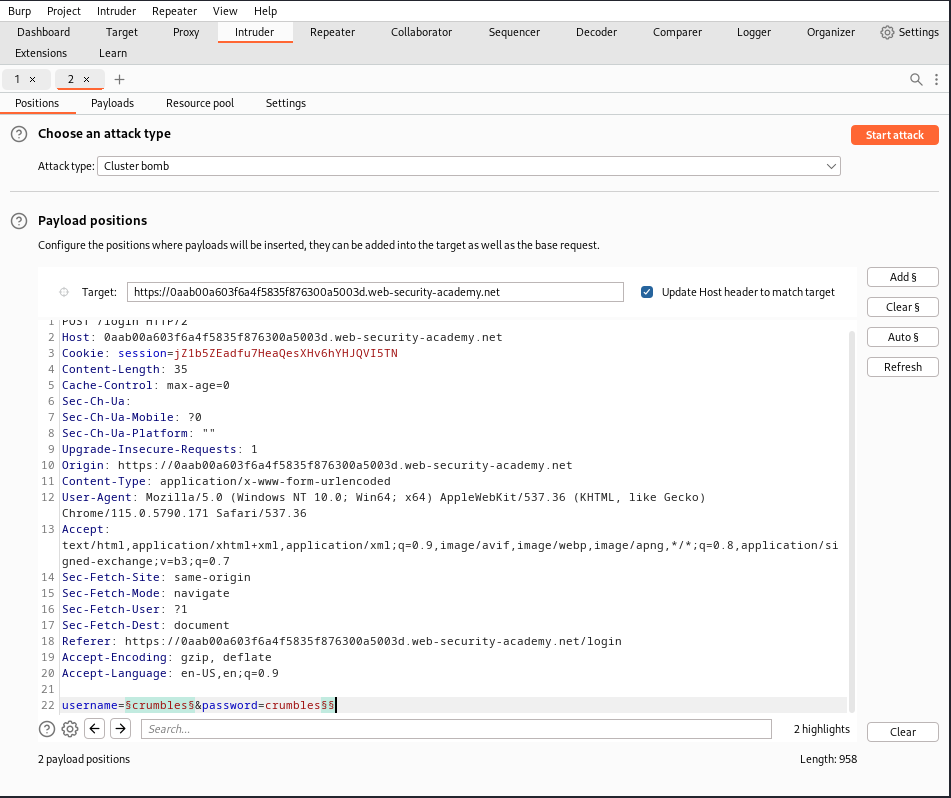 Burp Project Intruder Repeater View Help
Dashboard Target Proxy Intruder Repeater Collaborator Sequencer Decoder Comparer Logger Organizer Settings
Extensions Learn
1 × 2 × +
Positions Payloads Resource pool Settings
? Choose an attack type Start attack
Attack type: Cluster bomb
? Payload positions
Configure the positions where payloads will be inserted, they can be added into the target as well as the base request.
Add §
Target: https://0aab00a603f6a4f5835f876300a5003d.web-security-academy.net Update Host header to match target
Clear §
Auto §
Refresh
1 POST /login HTTP/2
2 Host: 0aab00a603f6a4f5835f876300a5003d.web-security-academy.net
3 Cookie: session=jZ1b5ZEadfu7HeaQesXHv6hYHJQVI5TN
4 Content-Length: 35
5 Cache-Control: max-age=0
6 Sec-Ch-Ua:
7 Sec-Ch-Ua-Mobile: ?0
8 Sec-Ch-Ua-Platform: ""
9 Upgrade-Insecure-Requests: 1
10 Origin: https://0aab00a603f6a4f5835f876300a5003d.web-security-academy.net
11 Content-Type: application/x-www-form-urlencoded
12 User-Agent: Mozilla/5.0 (Windows NT 10.0; Win64; x64) AppleWebKit/537.36 (KHTML, like Gecko)
Chrome/115.0.5790.171 Safari/537.36
13 Accept:
text/html,application/xhtml+xml,application/xml;q=0.9,image/avif,image/webp,image/apng,*/*;q=0.8,application/si
gned-exchange;v=b3;q=0.7
14 Sec-Fetch-Site: same-origin
15 Sec-Fetch-Mode: navigate
16 Sec-Fetch-User: ?1
17 Sec-Fetch-Dest: document
18 Referer: https://0aab00a603f6a4f5835f876300a5003d.web-security-academy.net/login
19 Accept-Encoding: gzip, deflate
20 Accept-Language: en-US,en;q=0.9
21
22 username=§crumbles§&password=crumbles§§
? Search... 2 highlights Clear
2 payload positions Length: 958